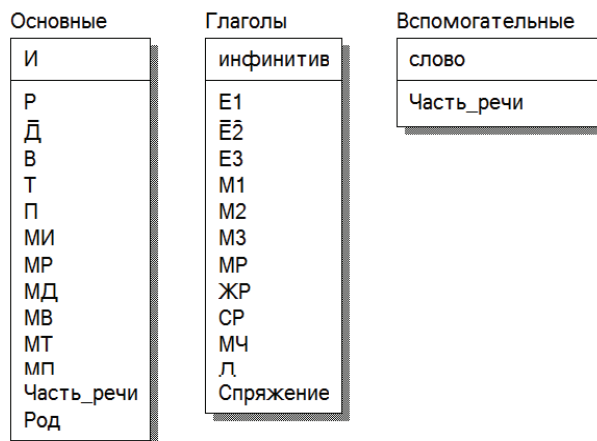 Основные
И
Р
Д
В
Т
П
МИ
МР
МД
МВ
МТ
МП
Часть_речи
Род
Глаголы
инфинитив
Е1
Е2
Е3
М1
М2
М3
МР
ЖР
СР
МЧ
Вспомогательные
слово
Часть_речи
Спряжение